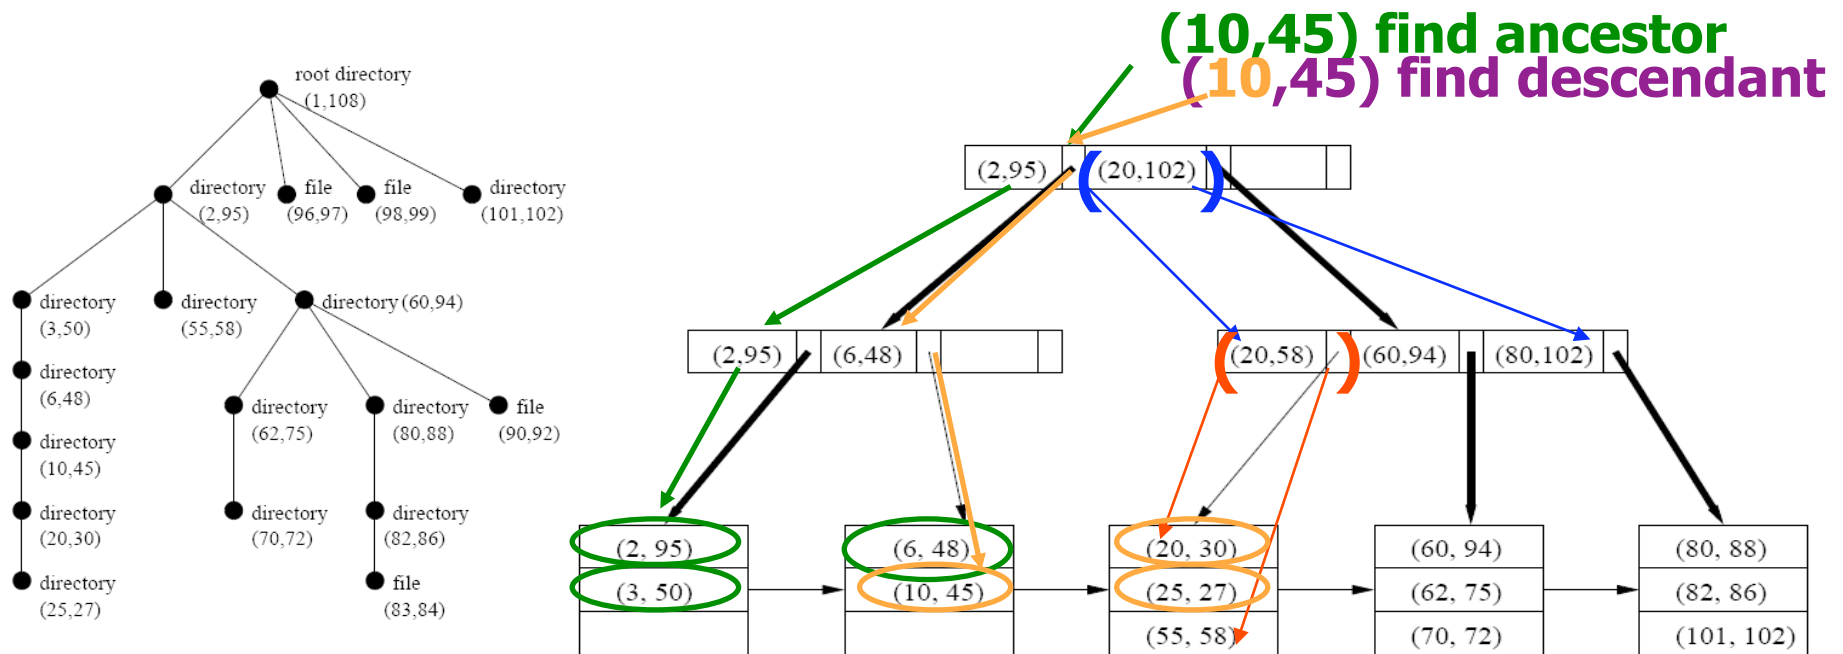 (10,45) find ancestor
(10,45) find descendant
root directory
(1,108)
directory
(2,95)
file
(96,97)
file
(98,99)
directory
(101,102)
directory
(3,50)
directory
(55,58)
directory (60,94)
directory
(6,48)
directory
(62,75)
directory
(80,88)
file
(90,92)
directory
(10,45)
directory
(20,30)
directory
(70,72)
directory
(82,86)
directory
(25,27)
file
(83,84)
(2,95) (20,102)
(2,95) (6,48)
(20,58) (60,94) (80,102)
(2, 95)
(3, 50)
(6, 48)
(10, 45)
(20, 30)
(25, 27)
(55, 58)
(60, 94)
(62, 75)
(70, 72)
(80, 88)
(82, 86)
(101, 102)